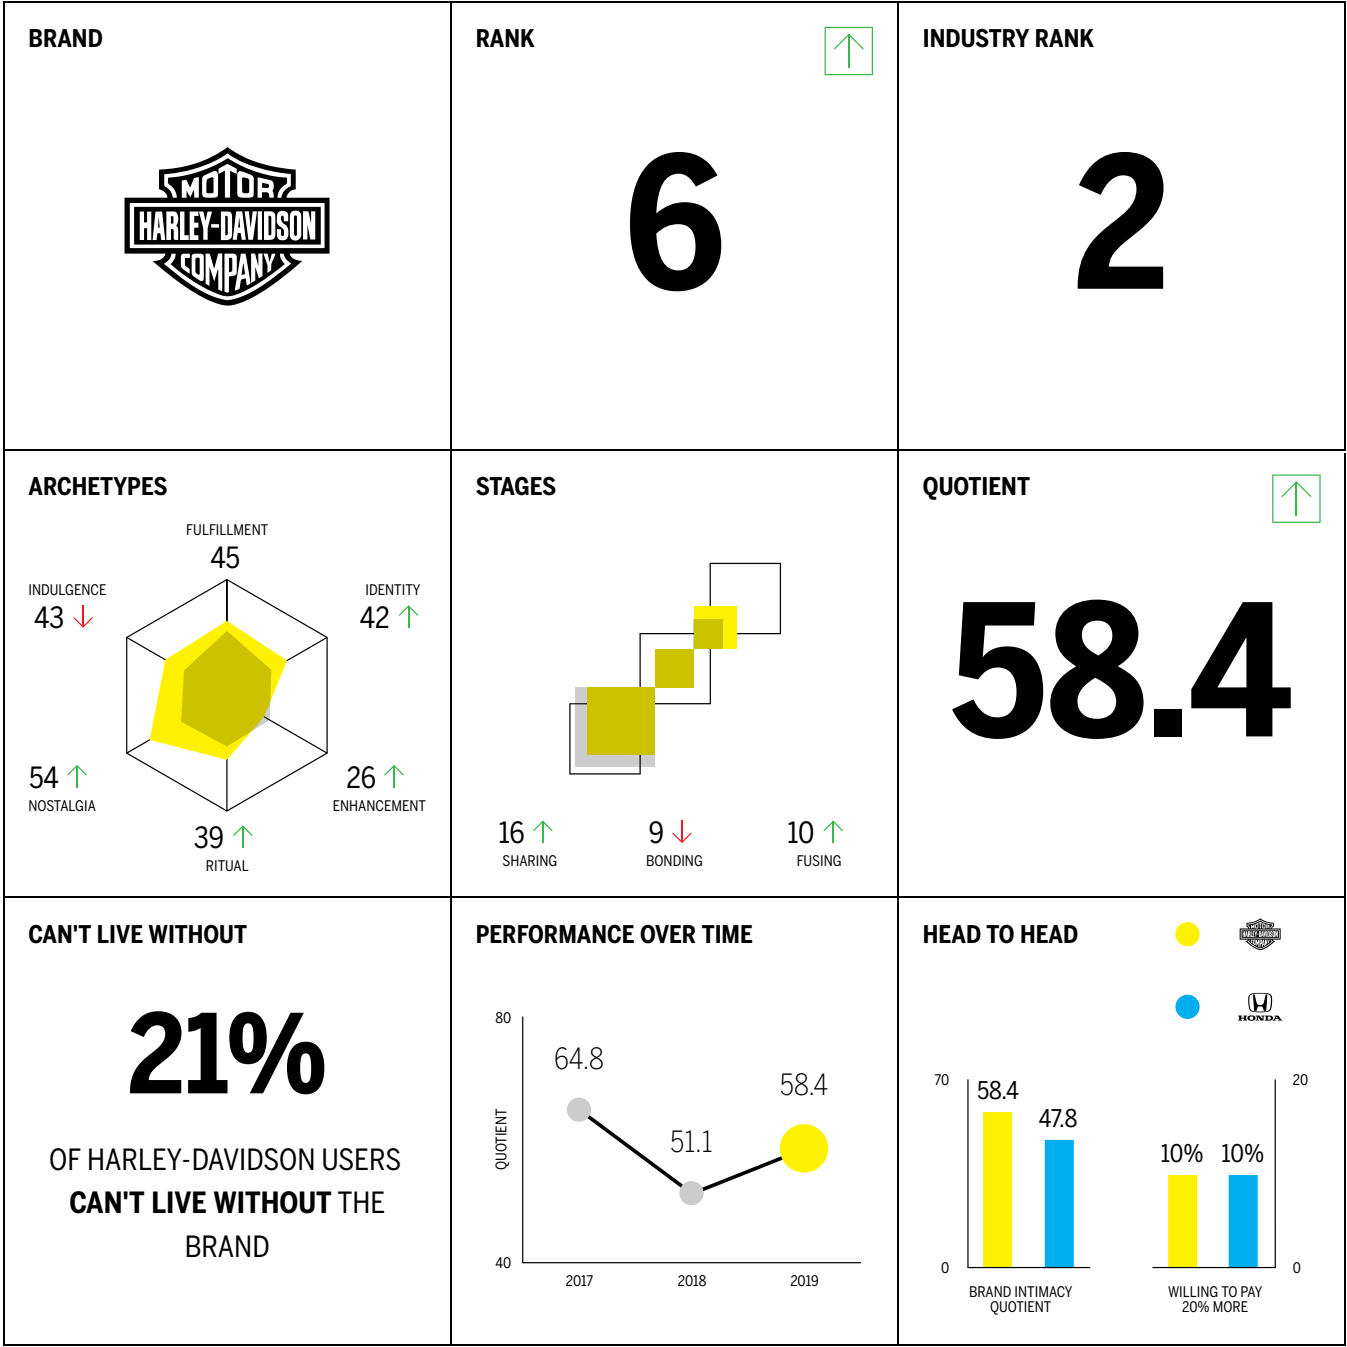 BRAND
MOTOR
HARLEY-DAVIDSON
COMPANY
RANK
6
INDUSTRY RANK
2
ARCHETYPES
FULFILLMENT
45
INDULGENCE
43
IDENTITY
42
54
NOSTALGIA
26
ENHANCEMENT
39
RITUAL
STAGES
16
SHARING
9
BONDING
10
FUSING
QUOTIENT
58.4
CAN'T LIVE WITHOUT
21%
OF HARLEY-DAVIDSON USERS
CAN'T LIVE WITHOUT THE
BRAND
PERFORMANCE OVER TIME
80
QUOTIENT
40
64.8
51.1
58.4
2017
2018
2019
HEAD TO HEAD
MOTOR
HARLEY-DAVIDSON
COMPANY
HONDA
70
0
58.4
47.8
BRAND INTIMACY
QUOTIENT
10%
10%
20
0
WILLING TO PAY
20% MORE